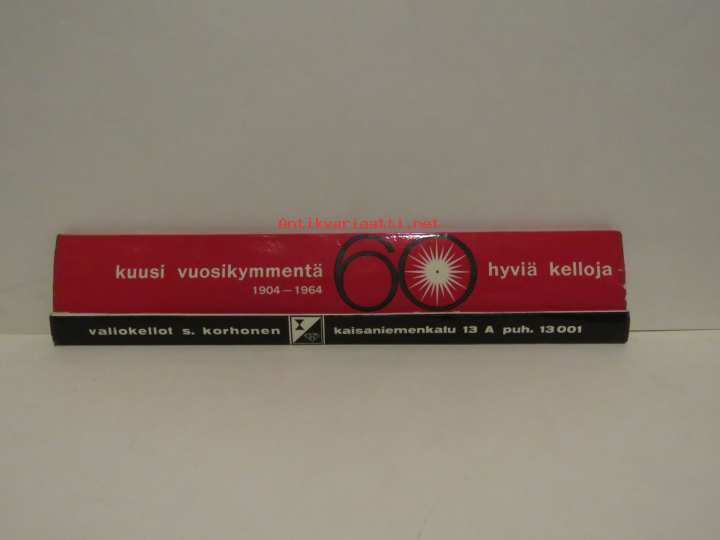 Antikvariaatti.net
kuusi vuosikymmentä 60 hyviä kelloja
1904 – 1964
valiokellot s. korhonen kaisaniemenkatu 13 A puh. 13 001